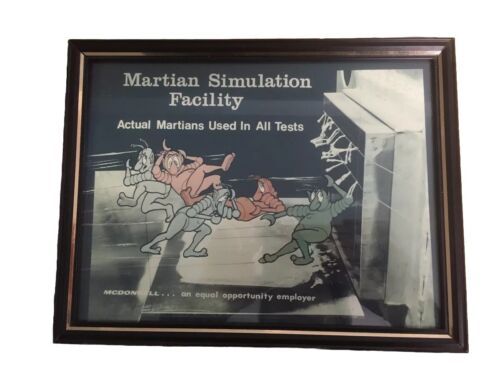 Martian Simulation
Facility
Actual Martians Used In All Tests
MCDONNELL... an equal opportunity employer